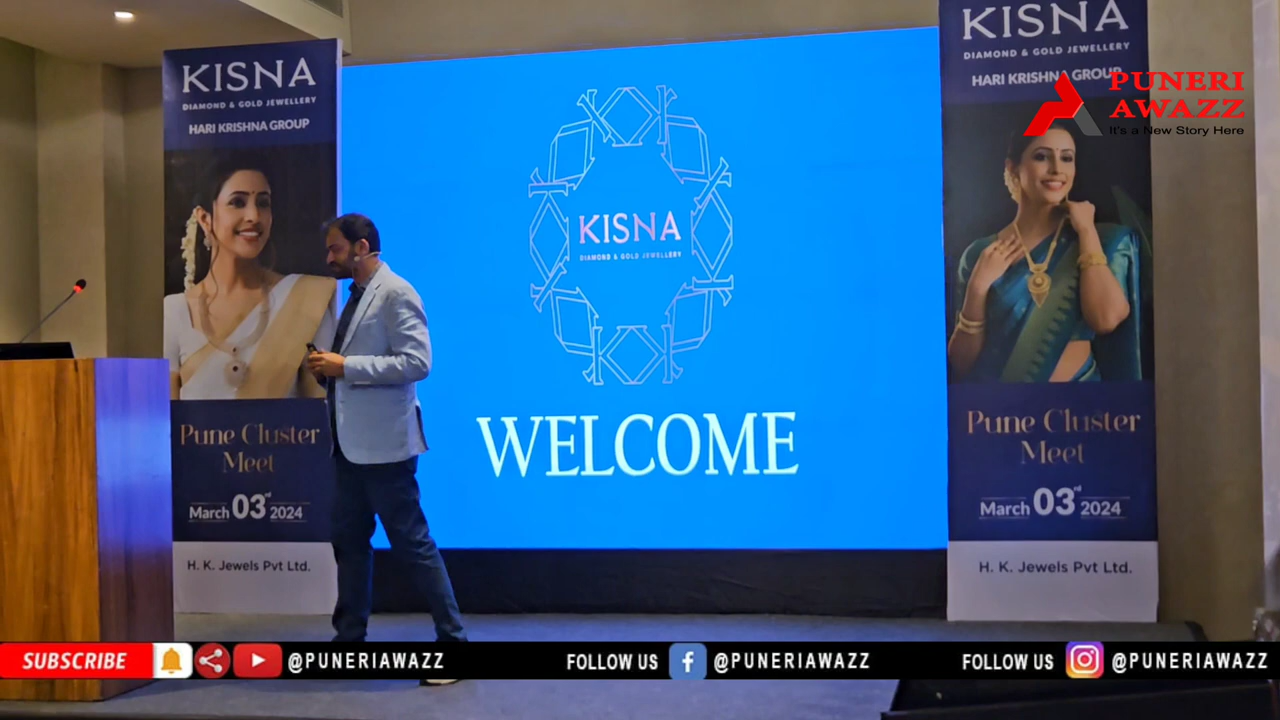 KISNA
DIAMOND & GOLD JEWELLERY
HARI KRISHNA GROUP
Pune Cluster
Meet
March 03rd 2024
H. K. Jewels Pvt Ltd.
KISNA
DIAMOND & GOLD JEWELLERY
WELCOME
KISNA
DIAMOND & GOLD JEWELLERY
HARI KRISHNA GROUP
Pune Cluster
Meet
March 03rd 2024
H. K. Jewels Pvt Ltd.
PUNERI
AWAZZ
It's a New Story Here
SUBSCRIBE
@PUNERIAWAZZ
FOLLOW US
@PUNERIAWAZZ
FOLLOW US
@PUNERIAWAZZ